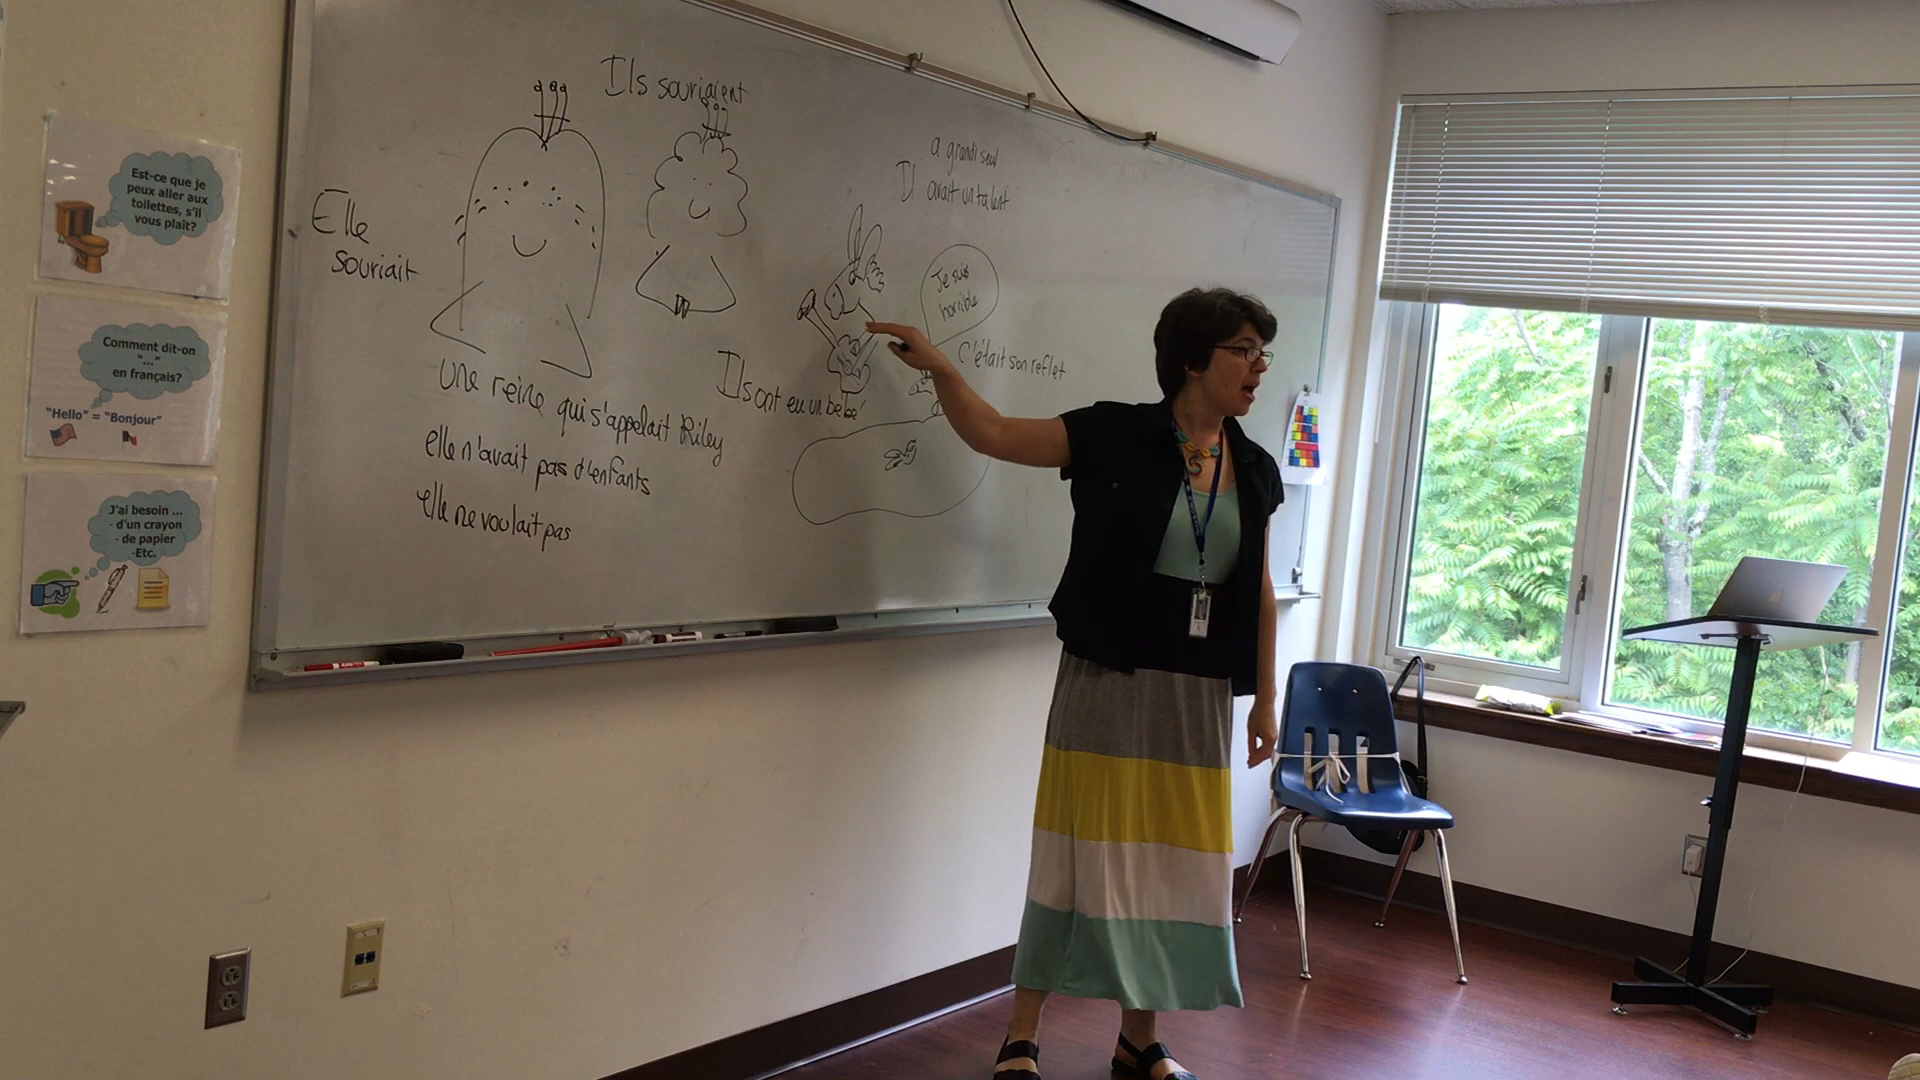 Est-ce que je
peux aller aux
toilettes, s'il
vous plaît?
Comment dit-on
"..."
en français?
"Hello" = "Bonjour"
J'ai besoin ...
- d'un crayon
- de papier
-Etc.
Elle
souriait
Ils souriaient
une reine qui s'appelait Riley
elle n'avait pas d'enfants
elle ne voulait pas
Ils ont eu un bébé
a grandi seul
Il avait un talent
Je suis
horrible
C'était son reflet